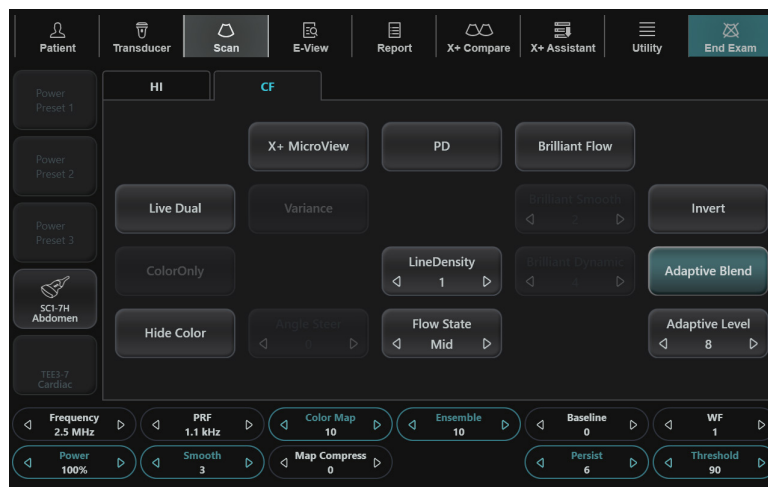 Patient
Transducer
Scan
E-View
Report
X+ Compare
X+ Assistant
Utility
End Exam
HI
CF
Power
Preset 1
Power
Preset 2
Power
Preset 3
SC1-7H
Abdomen
TEE3-7
Cardiac
X+ MicroView
PD
Brilliant Flow
Live Dual
Variance
Brilliant Smooth
2
Invert
ColorOnly
LineDensity
1
Brilliant Dynamic
4
Adaptive Blend
Hide Color
Angle Steer
0
Flow State
Mid
Adaptive Level
8
Frequency
2.5 MHz
PRF
1.1 kHz
Color Map
10
Ensemble
10
Baseline
0
WF
1
Power
100%
Smooth
3
Map Compress
0
Persist
6
Threshold
90